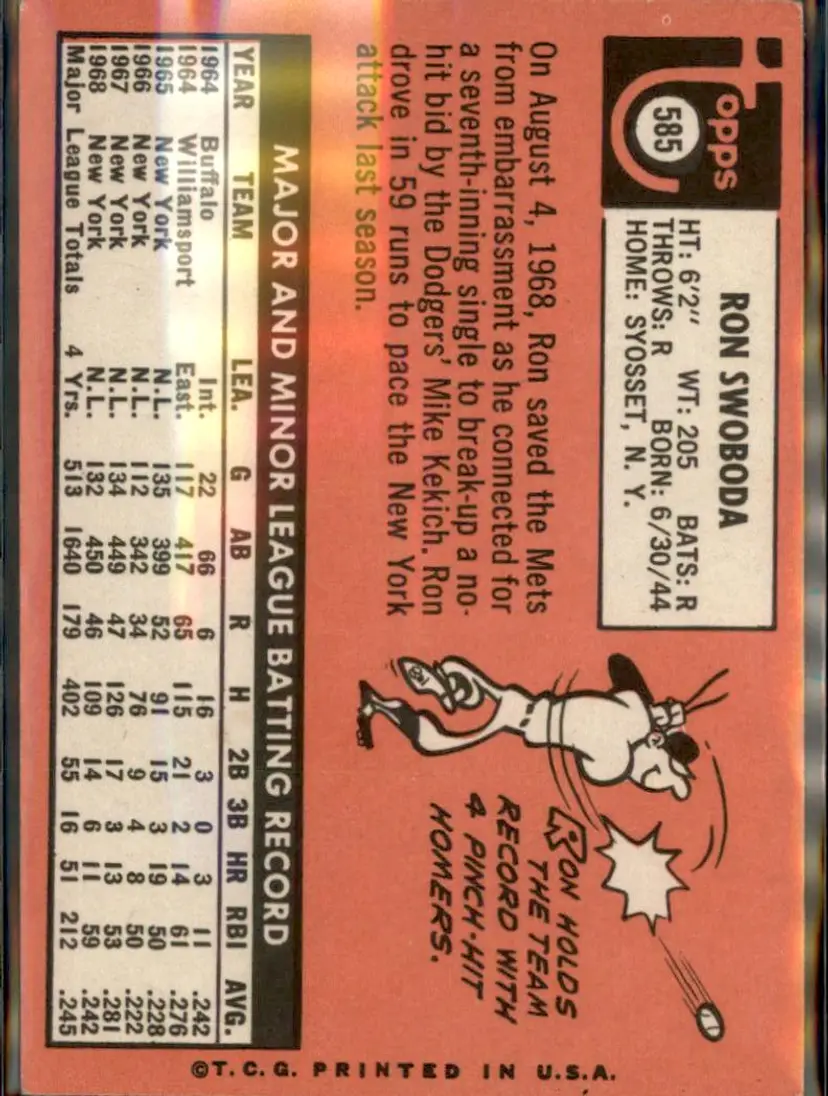 Topps
585
RON SWOBODA
HT: 6'2" WT: 205 BATS: R
THROWS: R BORN: 6/30/44
HOME: SYOSSET, N. Y.
On August 4, 1968, Ron saved the Mets
from embarrassment as he connected for
a seventh-inning single to break-up a no-
hit bid by the Dodgers' Mike Kekich. Ron
drove in 59 runs to pace the New York
attack last season.
RON HOLDS
THE TEAM
RECORD WITH
4 PINCH-HIT
HOMERS.
MAJOR AND MINOR LEAGUE BATTING RECORD
YEAR TEAM LEA. G AB R H 2B 3B HR RBI AVG.
1964 Buffalo Int. 22 66 6 16 3 0 3 11 .242
1964 Williamsport East. 117 417 65 115 21 2 14 61 .276
1965 New York N.L. 135 399 52 91 15 3 19 50 .228
1966 New York N.L. 112 342 34 76 9 4 8 50 .222
1967 New York N.L. 134 449 47 126 17 3 13 53 .281
1968 New York N.L. 132 450 46 109 14 6 11 59 .242
Major League Totals 4 Yrs. 513 1640 179 402 55 16 51 212 .245
©T. C. G. PRINTED IN U.S.A.